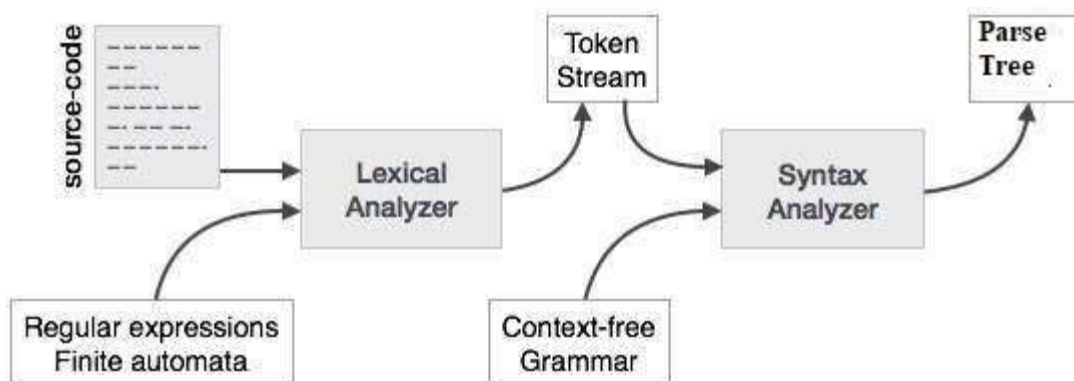 source-code
Lexical
Analyzer
Regular expressions
Finite automata
Token
Stream
Syntax
Analyzer
Context-free
Grammar
Parse
Tree